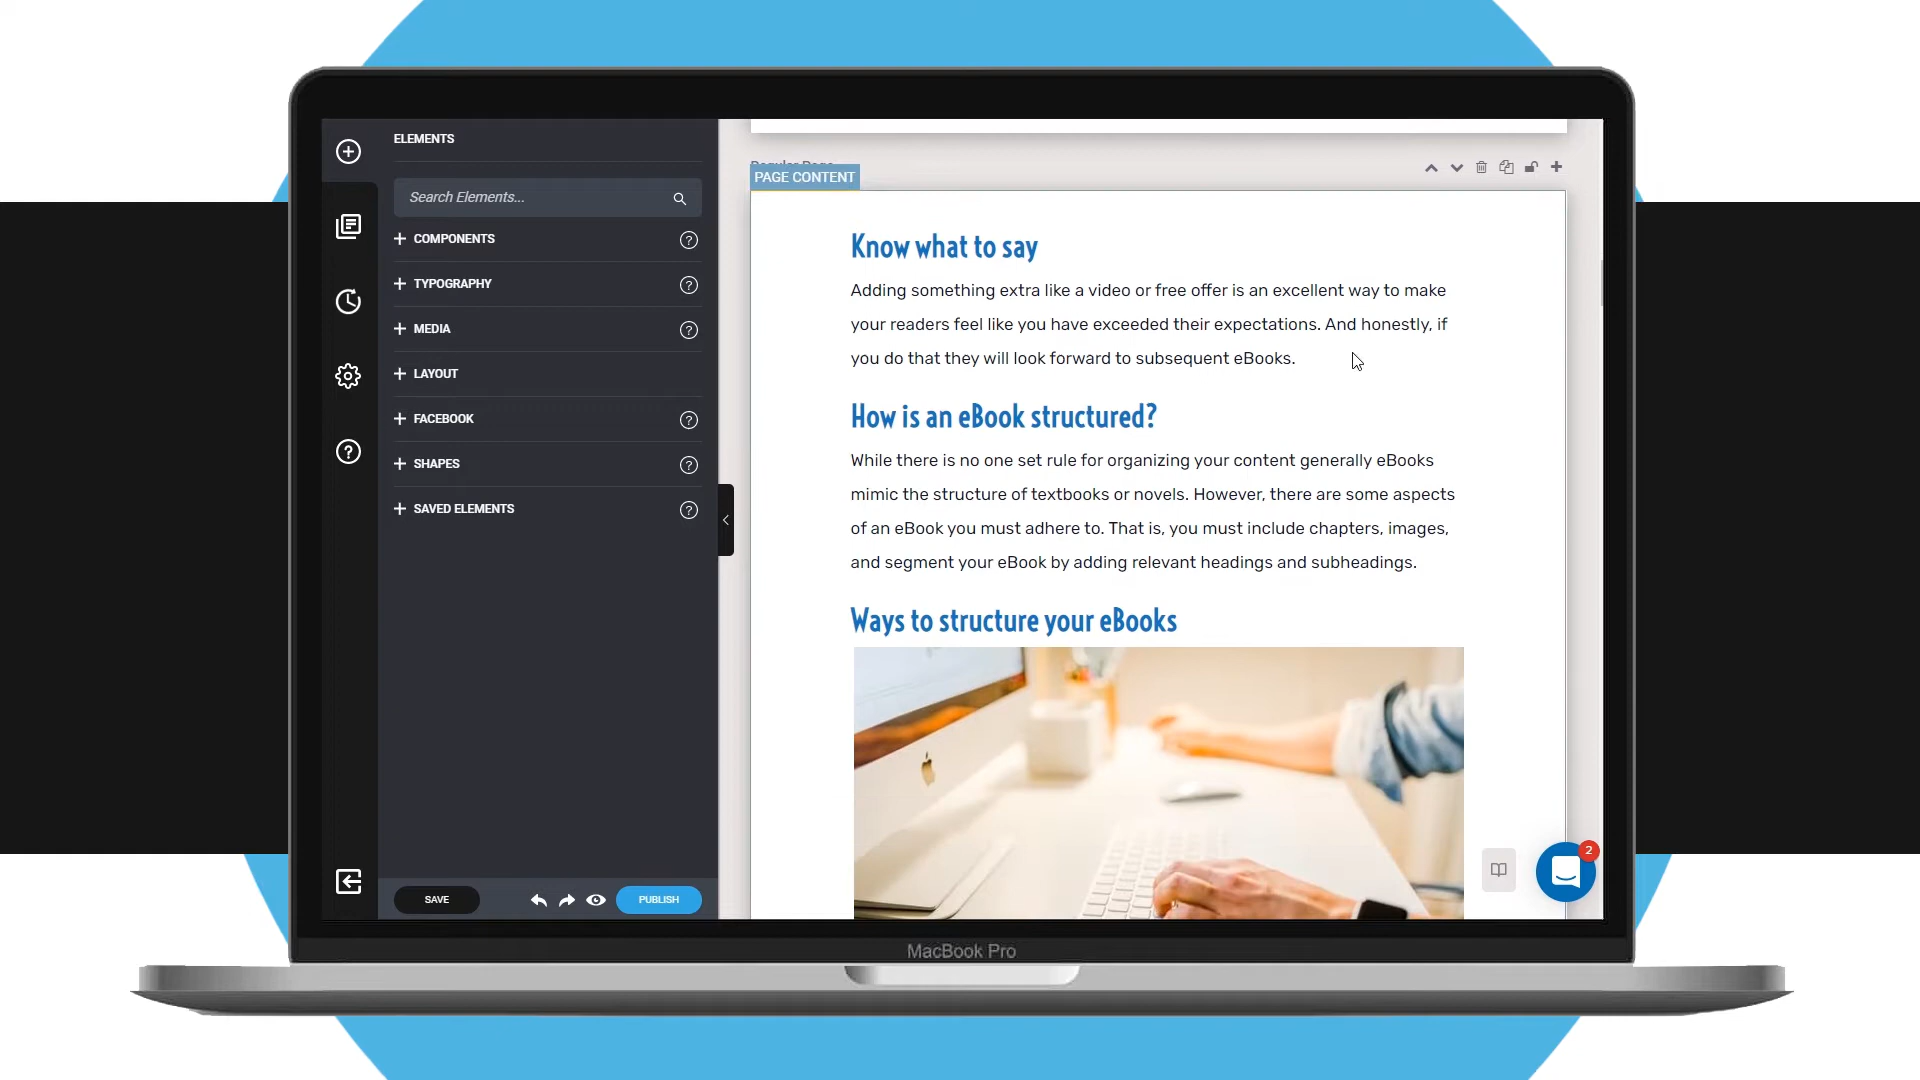 ELEMENTS
Search Elements...
COMPONENTS
TYPOGRAPHY
MEDIA
LAYOUT
FACEBOOK
SHAPES
SAVED ELEMENTS
SAVE
PUBLISH
Regular Page
PAGE CONTENT
Know what to say
Adding something extra like a video or free offer is an excellent way to make
your readers feel like you have exceeded their expectations. And honestly, if
you do that they will look forward to subsequent eBooks.
How is an eBook structured?
While there is no one set rule for organizing your content generally eBooks
mimic the structure of textbooks or novels. However, there are some aspects
of an eBook you must adhere to. That is, you must include chapters, images,
and segment your eBook by adding relevant headings and subheadings.
Ways to structure your eBooks
2
MacBook Pro